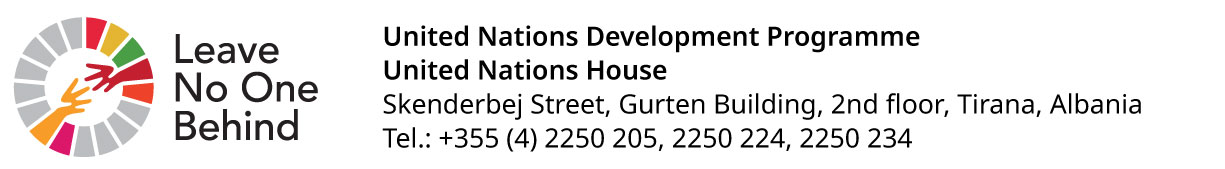 Leave
No One
Behind
United Nations Development Programme
United Nations House
Skenderbej Street, Gurten Building, 2nd floor, Tirana, Albania
Tel.: +355 (4) 2250 205, 2250 224, 2250 234